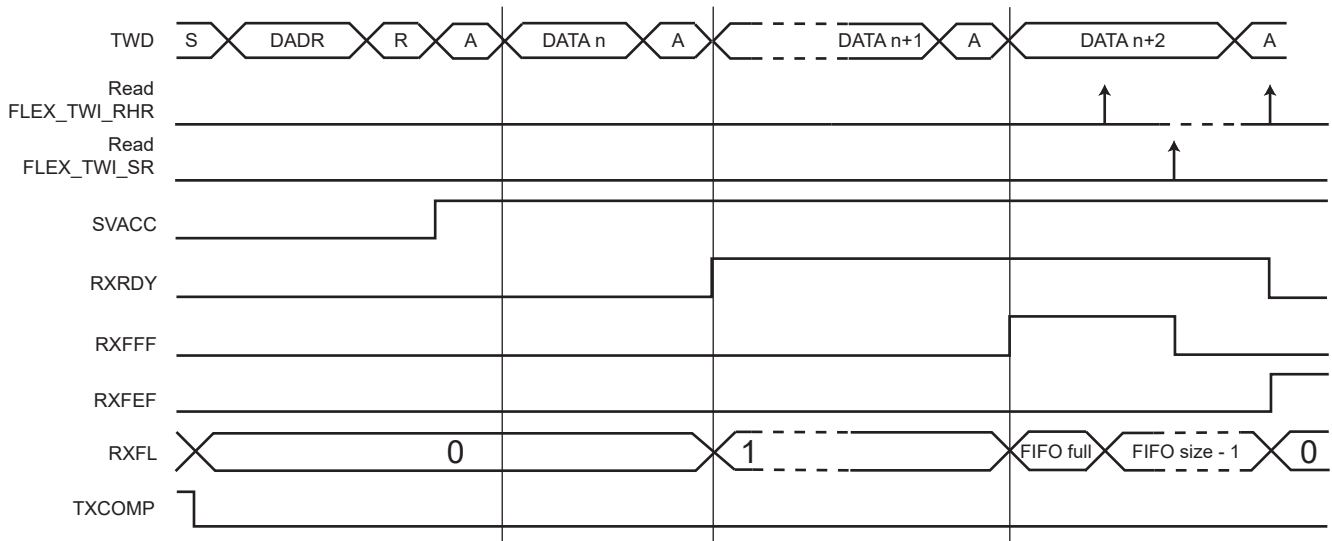 TWD S DADR R A DATA n A DATA n+1 A DATA n+2 A
Read
FLEX_TWI_RHR
Read
FLEX_TWI_SR
SVACC
RXRDY
RXFFF
RXFEF
RXFL 0 1 FIFO full FIFO size - 1 0
TXCOMP